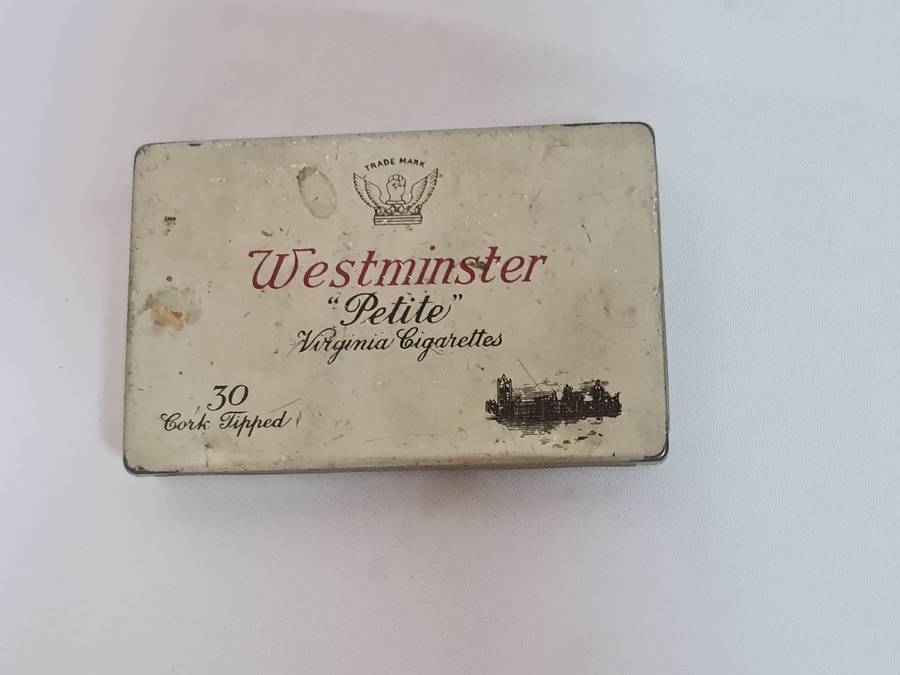 TRADE MARK
Westminster
"Petite"
Virginia Cigarettes
30
Cork Tipped